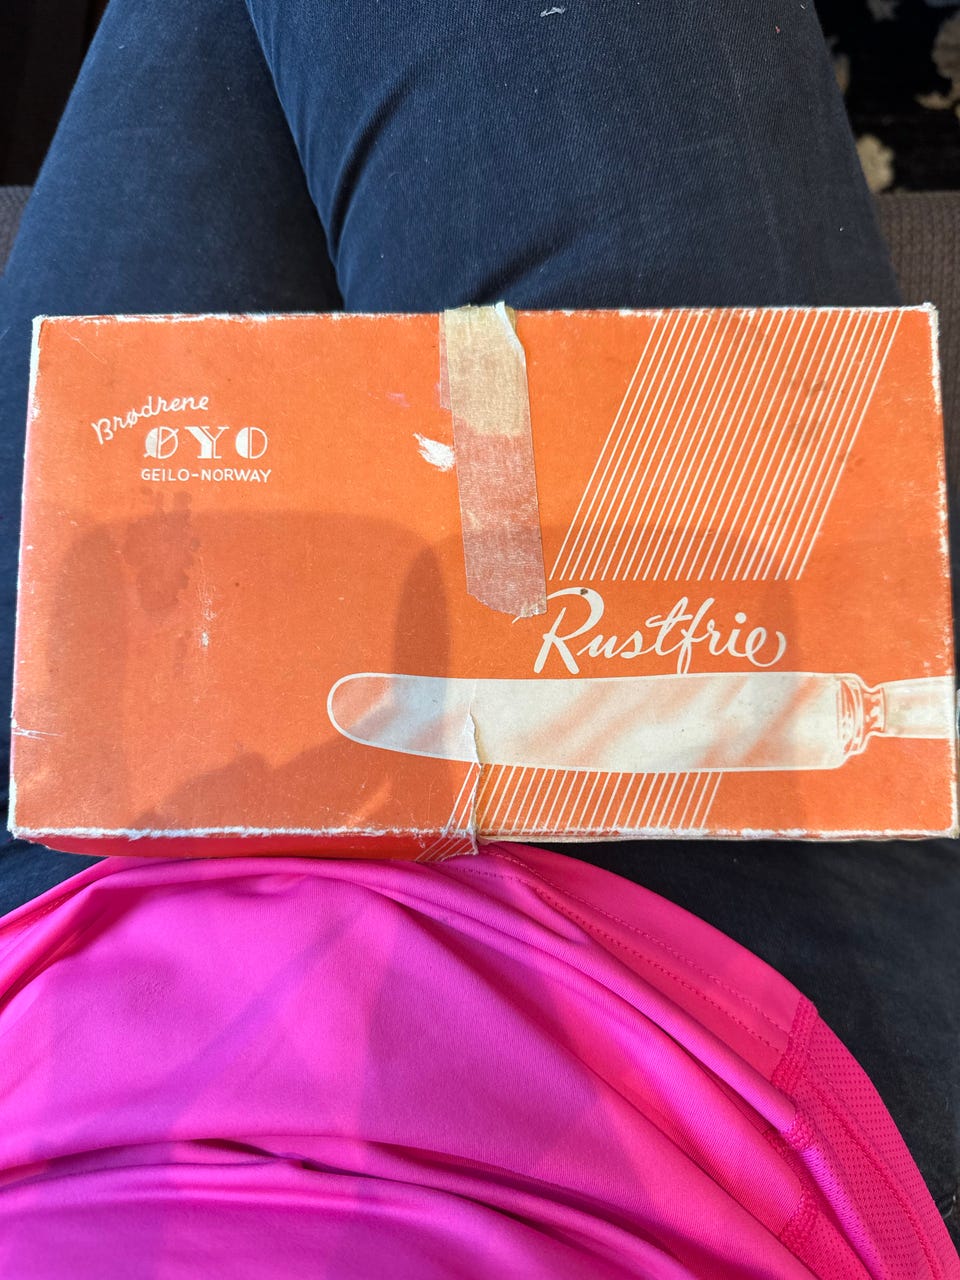 Brødrene
ØYO
GEILO-NORWAY
Rustfrie